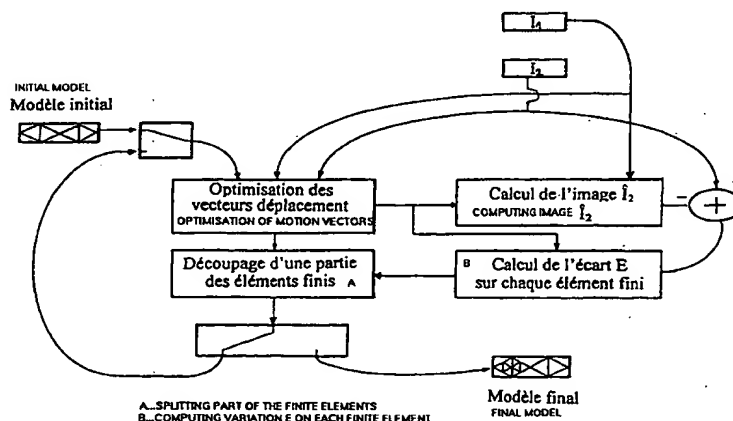 I₁
I₂
INITIAL MODEL
Modèle initial
Optimisation des
vecteurs déplacement
OPTIMISATION OF MOTION VECTORS
Calcul de l'image Î₂
COMPUTING IMAGE Î₂
−
+
Découpage d'une partie
des éléments finis A
B Calcul de l'écart E
sur chaque élément fini
Modèle final
FINAL MODEL
A...SPLITTING PART OF THE FINITE ELEMENTS
B...COMPUTING VARIATION E ON EACH FINITE ELEMENT